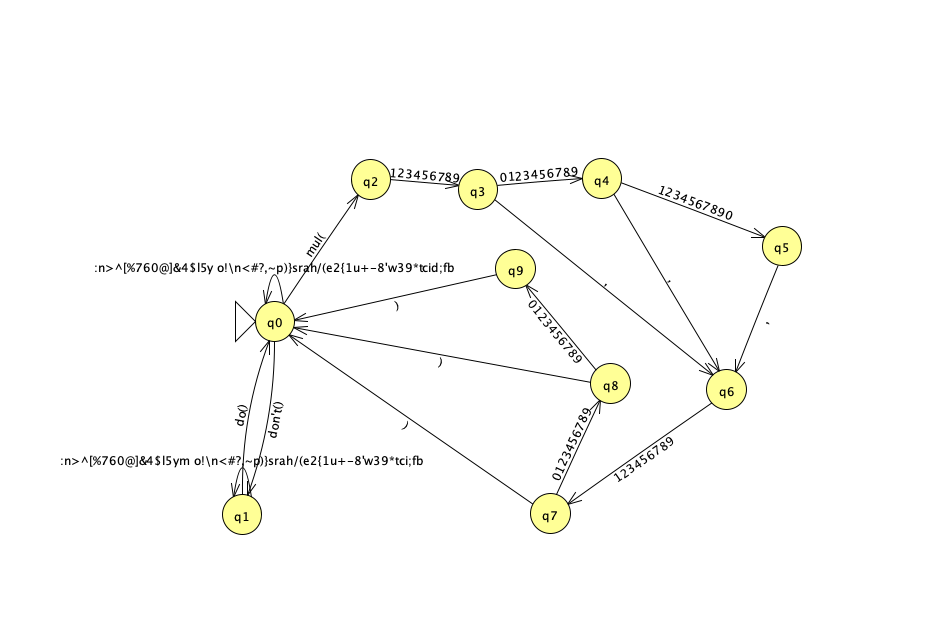 q2
123456789
q3
0123456789
q4
1234567890
q5
mul(
:n>^[%760@]&4$l5y o!\n<#?,~p)}srah/(e2{1u+-8'w39*tcid;fb
q9
,
,
,
q0
)
0123456789
)
q8
q6
do()
don't()
)
0123456789
123456789
:n>^[%760@]&4$l5ym o!\n<#?,~p)}srah/(e2{1u+-8'w39*tci;fb
q1
q7